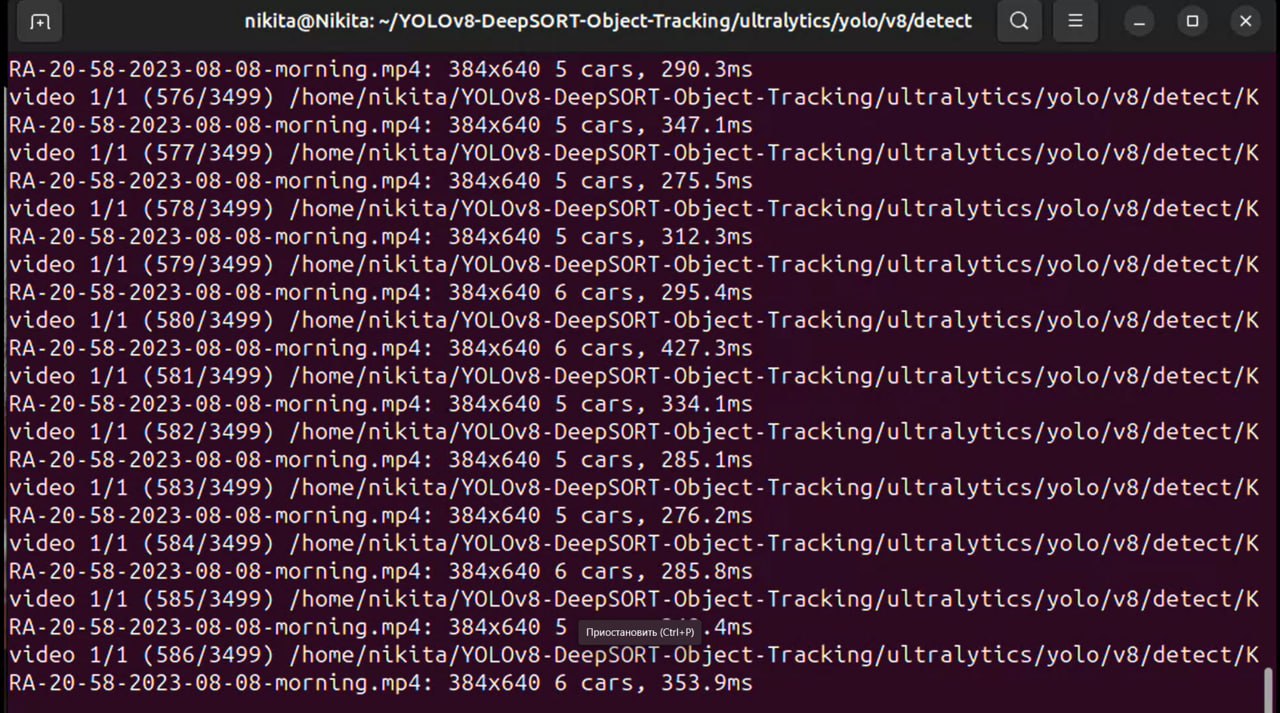 nikita@Nikita: ~/YOLOv8-DeepSORT-Object-Tracking/ultralytics/yolo/v8/detect
RA-20-58-2023-08-08-morning.mp4: 384x640 5 cars, 290.3ms
video 1/1 (576/3499) /home/nikita/YOLOv8-DeepSORT-Object-Tracking/ultralytics/yolo/v8/detect/K
RA-20-58-2023-08-08-morning.mp4: 384x640 5 cars, 347.1ms
video 1/1 (577/3499) /home/nikita/YOLOv8-DeepSORT-Object-Tracking/ultralytics/yolo/v8/detect/K
RA-20-58-2023-08-08-morning.mp4: 384x640 5 cars, 275.5ms
video 1/1 (578/3499) /home/nikita/YOLOv8-DeepSORT-Object-Tracking/ultralytics/yolo/v8/detect/K
RA-20-58-2023-08-08-morning.mp4: 384x640 5 cars, 312.3ms
video 1/1 (579/3499) /home/nikita/YOLOv8-DeepSORT-Object-Tracking/ultralytics/yolo/v8/detect/K
RA-20-58-2023-08-08-morning.mp4: 384x640 6 cars, 295.4ms
video 1/1 (580/3499) /home/nikita/YOLOv8-DeepSORT-Object-Tracking/ultralytics/yolo/v8/detect/K
RA-20-58-2023-08-08-morning.mp4: 384x640 6 cars, 427.3ms
video 1/1 (581/3499) /home/nikita/YOLOv8-DeepSORT-Object-Tracking/ultralytics/yolo/v8/detect/K
RA-20-58-2023-08-08-morning.mp4: 384x640 5 cars, 334.1ms
video 1/1 (582/3499) /home/nikita/YOLOv8-DeepSORT-Object-Tracking/ultralytics/yolo/v8/detect/K
RA-20-58-2023-08-08-morning.mp4: 384x640 5 cars, 285.1ms
video 1/1 (583/3499) /home/nikita/YOLOv8-DeepSORT-Object-Tracking/ultralytics/yolo/v8/detect/K
RA-20-58-2023-08-08-morning.mp4: 384x640 5 cars, 276.2ms
video 1/1 (584/3499) /home/nikita/YOLOv8-DeepSORT-Object-Tracking/ultralytics/yolo/v8/detect/K
RA-20-58-2023-08-08-morning.mp4: 384x640 6 cars, 285.8ms
video 1/1 (585/3499) /home/nikita/YOLOv8-DeepSORT-Object-Tracking/ultralytics/yolo/v8/detect/K
RA-20-58-2023-08-08-morning.mp4: 384x640 5 .4ms
Приостановить (Ctrl+P)
video 1/1 (586/3499) /home/nikita/YOLOv8-DeepSORT-Object-Tracking/ultralytics/yolo/v8/detect/K
RA-20-58-2023-08-08-morning.mp4: 384x640 6 cars, 353.9ms